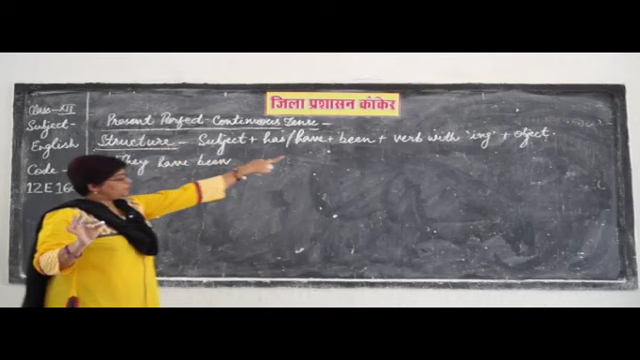 जिला प्रशासन कांकेर
Class - XII
Subject -
English
Code -
12E16
Present Perfect Continuous Tense -
Structure - Subject + has/have + been + verb with 'ing' + oject.
They have been